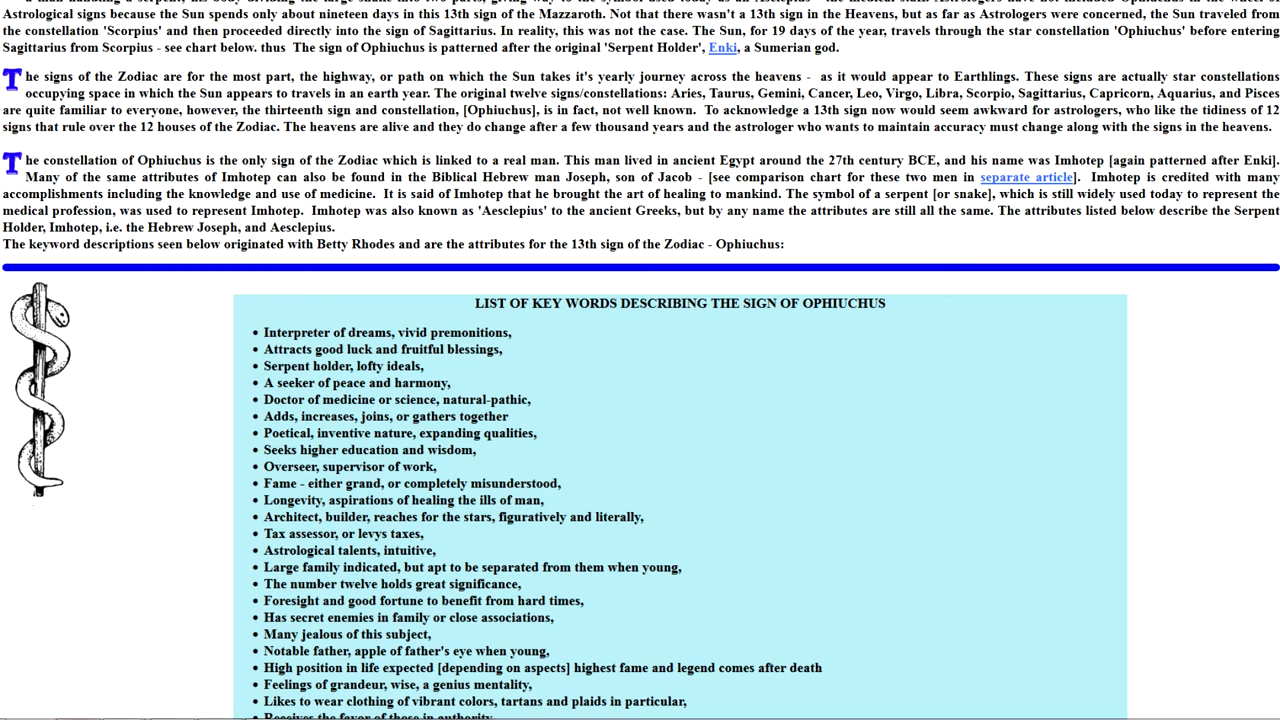 Astrological signs because the Sun spends only about nineteen days in this 13th sign of the Mazzaroth. Not that there wasn't a 13th sign in the Heavens, but as far as Astrologers were concerned, the Sun traveled from
the constellation 'Scorpius' and then proceeded directly into the sign of Sagittarius. In reality, this was not the case. The Sun, for 19 days of the year, travels through the star constellation 'Ophiuchus' before entering
Sagittarius from Scorpius - see chart below. thus The sign of Ophiuchus is patterned after the original 'Serpent Holder', Enki, a Sumerian god.
The signs of the Zodiac are for the most part, the highway, or path on which the Sun takes it's yearly journey across the heavens - as it would appear to Earthlings. These signs are actually star constellations
occupying space in which the Sun appears to travels in an earth year. The original twelve signs/constellations: Aries, Taurus, Gemini, Cancer, Leo, Virgo, Libra, Scorpio, Sagittarius, Capricorn, Aquarius, and Pisces
are quite familiar to everyone, however, the thirteenth sign and constellation, [Ophiuchus], is in fact, not well known. To acknowledge a 13th sign now would seem awkward for astrologers, who like the tidiness of 12
signs that rule over the 12 houses of the Zodiac. The heavens are alive and they do change after a few thousand years and the astrologer who wants to maintain accuracy must change along with the signs in the heavens.
The constellation of Ophiuchus is the only sign of the Zodiac which is linked to a real man. This man lived in ancient Egypt around the 27th century BCE, and his name was Imhotep [again patterned after Enki].
Many of the same attributes of Imhotep can also be found in the Biblical Hebrew man Joseph, son of Jacob - [see comparison chart for these two men in separate article]. Imhotep is credited with many
accomplishments including the knowledge and use of medicine. It is said of Imhotep that he brought the art of healing to mankind. The symbol of a serpent [or snake], which is still widely used today to represent the
medical profession, was used to represent Imhotep. Imhotep was also known as 'Aesclepius' to the ancient Greeks, but by any name the attributes are still all the same. The attributes listed below describe the Serpent
Holder, Imhotep, i.e. the Hebrew Joseph, and Aesclepius.
The keyword descriptions seen below originated with Betty Rhodes and are the attributes for the 13th sign of the Zodiac - Ophiuchus:
LIST OF KEY WORDS DESCRIBING THE SIGN OF OPHIUCHUS
• Interpreter of dreams, vivid premonitions,
• Attracts good luck and fruitful blessings,
• Serpent holder, lofty ideals,
• A seeker of peace and harmony,
• Doctor of medicine or science, natural-pathic,
• Adds, increases, joins, or gathers together
• Poetical, inventive nature, expanding qualities,
• Seeks higher education and wisdom,
• Overseer, supervisor of work,
• Fame - either grand, or completely misunderstood,
• Longevity, aspirations of healing the ills of man,
• Architect, builder, reaches for the stars, figuratively and literally,
• Tax assessor, or levys taxes,
• Astrological talents, intuitive,
• Large family indicated, but apt to be separated from them when young,
• The number twelve holds great significance,
• Foresight and good fortune to benefit from hard times,
• Has secret enemies in family or close associations,
• Many jealous of this subject,
• Notable father, apple of father's eye when young,
• High position in life expected [depending on aspects] highest fame and legend comes after death
• Feelings of grandeur, wise, a genius mentality,
• Likes to wear clothing of vibrant colors, tartans and plaids in particular,
• Receives the favor of those in authority